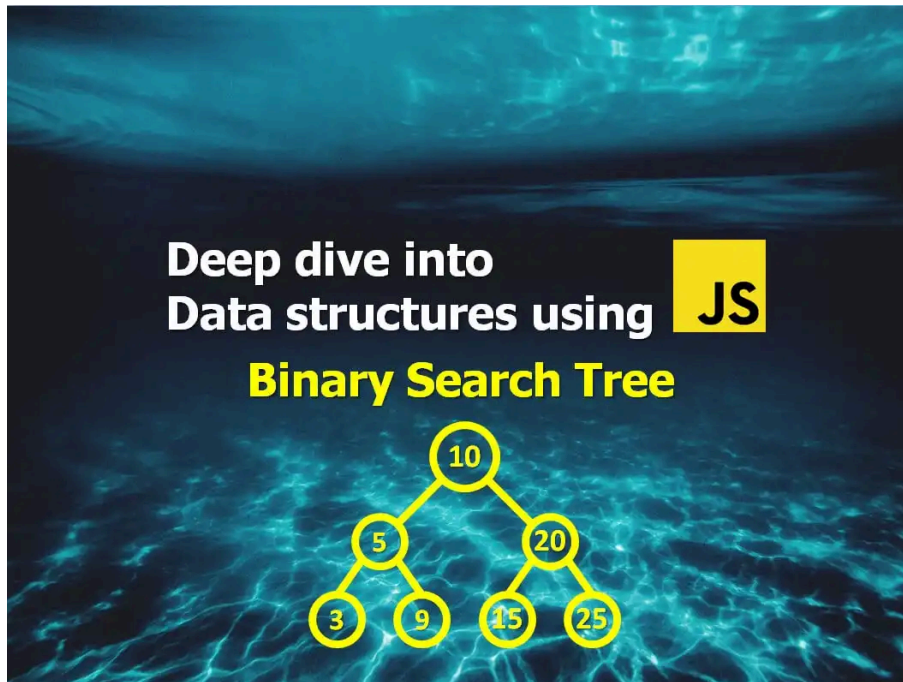 Deep dive into
Data structures using JS
Binary Search Tree
10
5 20
3 9 15 25